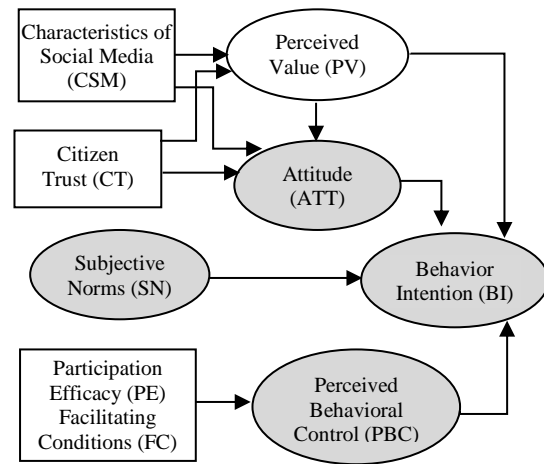 Characteristics of
Social Media
(CSM)
Perceived
Value (PV)
Citizen
Trust (CT)
Attitude
(ATT)
Subjective
Norms (SN)
Behavior
Intention (BI)
Participation
Efficacy (PE)
Facilitating
Conditions (FC)
Perceived
Behavioral
Control (PBC)